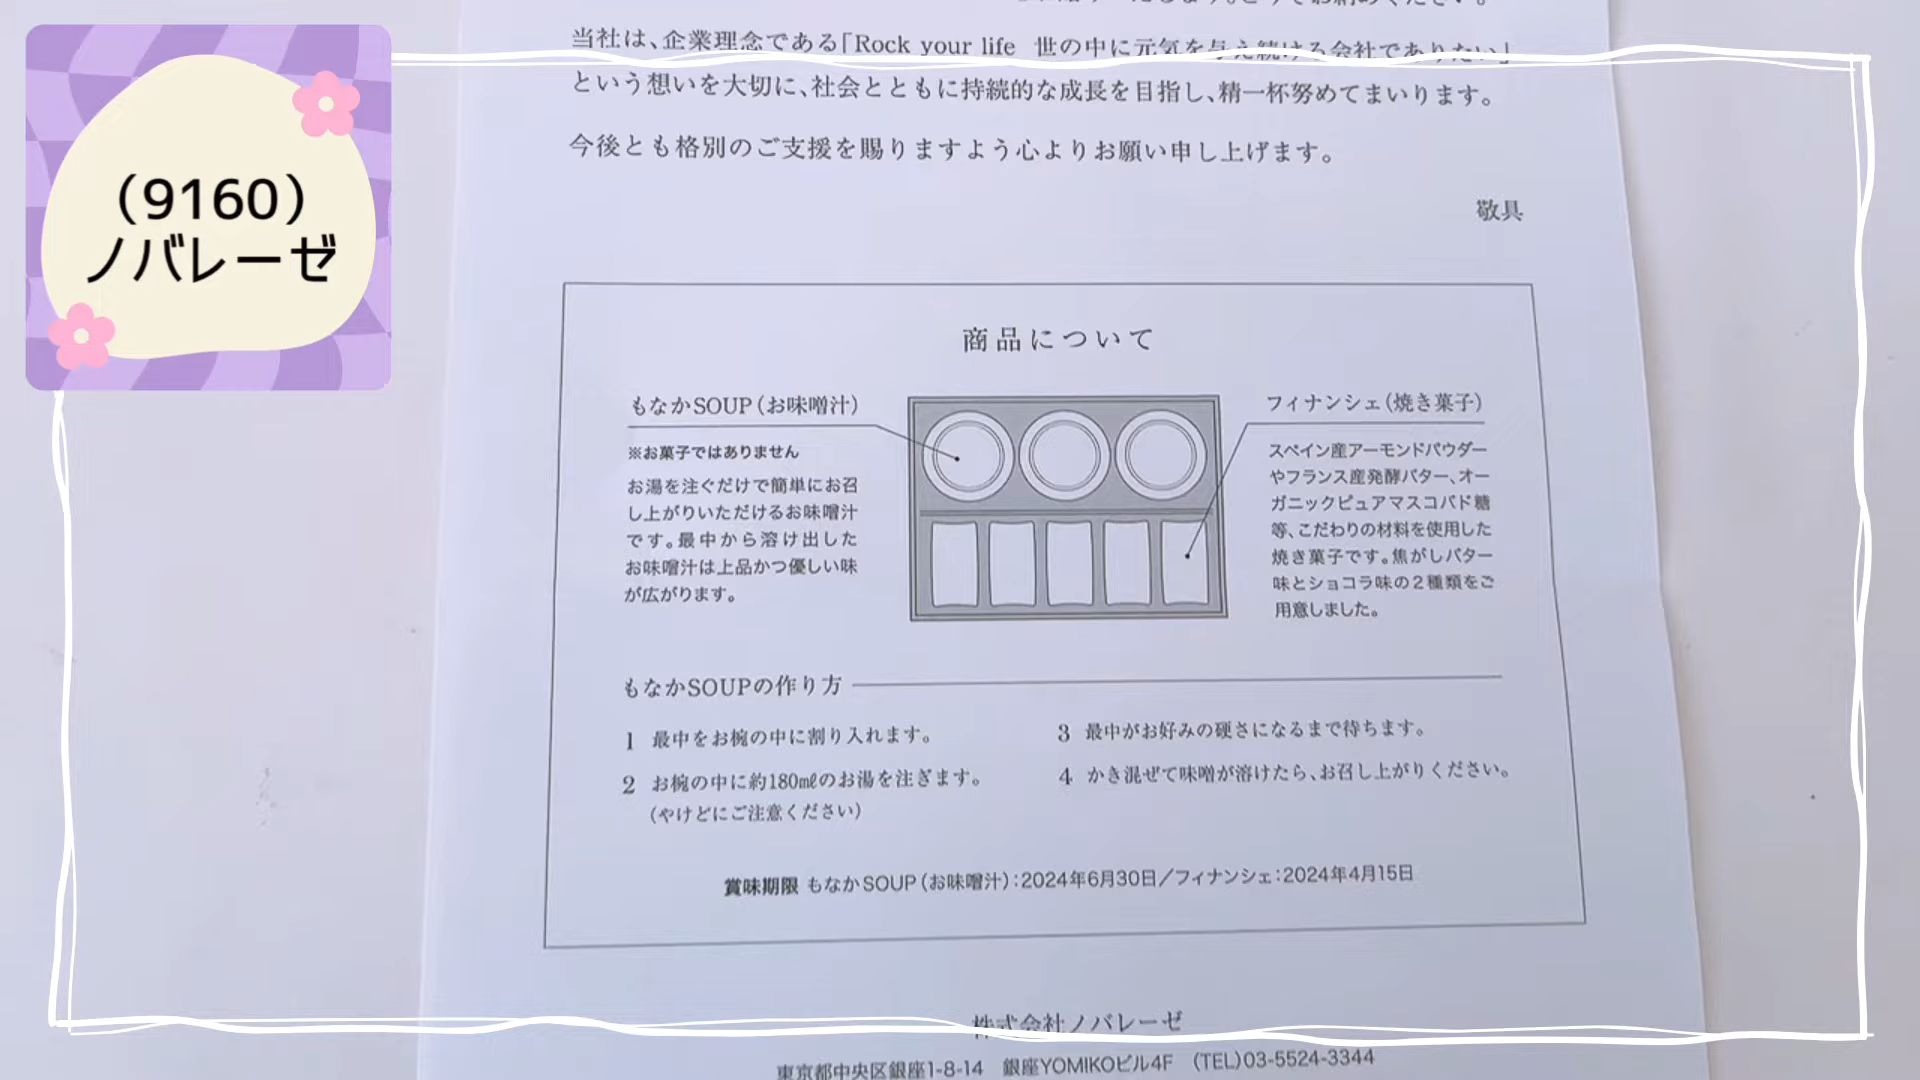 （9160）
ノバレーゼ
当社は、企業理念である「Rock your life 世の中に元気を与え続ける会社でありたい」
という想いを大切に、社会とともに持続的な成長を目指し、精一杯努めてまいります。
今後とも格別のご支援を賜りますよう心よりお願い申し上げます。
敬具
商品について
もなかSOUP（お味噌汁）
※お菓子ではありません
お湯を注ぐだけで簡単にお召
し上がりいただけるお味噌汁
です。最中から溶け出した
お味噌汁は上品かつ優しい味
が広がります。
フィナンシェ（焼き菓子）
スペイン産アーモンドパウダー
やフランス産発酵バター、オー
ガニックピュアマスコバド糖
等、こだわりの材料を使用した
焼き菓子です。焦がしバター
味とショコラ味の2種類をご
用意しました。
もなかSOUPの作り方
1 最中をお椀の中に割り入れます。
2 お椀の中に約180㎖のお湯を注ぎます。
（やけどにご注意ください）
3 最中がお好みの硬さになるまで待ちます。
4 かき混ぜて味噌が溶けたら、お召し上がりください。
賞味期限 もなかSOUP（お味噌汁）：2024年6月30日／フィナンシェ：2024年4月15日
株式会社ノバレーゼ
東京都中央区銀座1-8-14 銀座YOMIKOビル4F （TEL）03-5524-3344